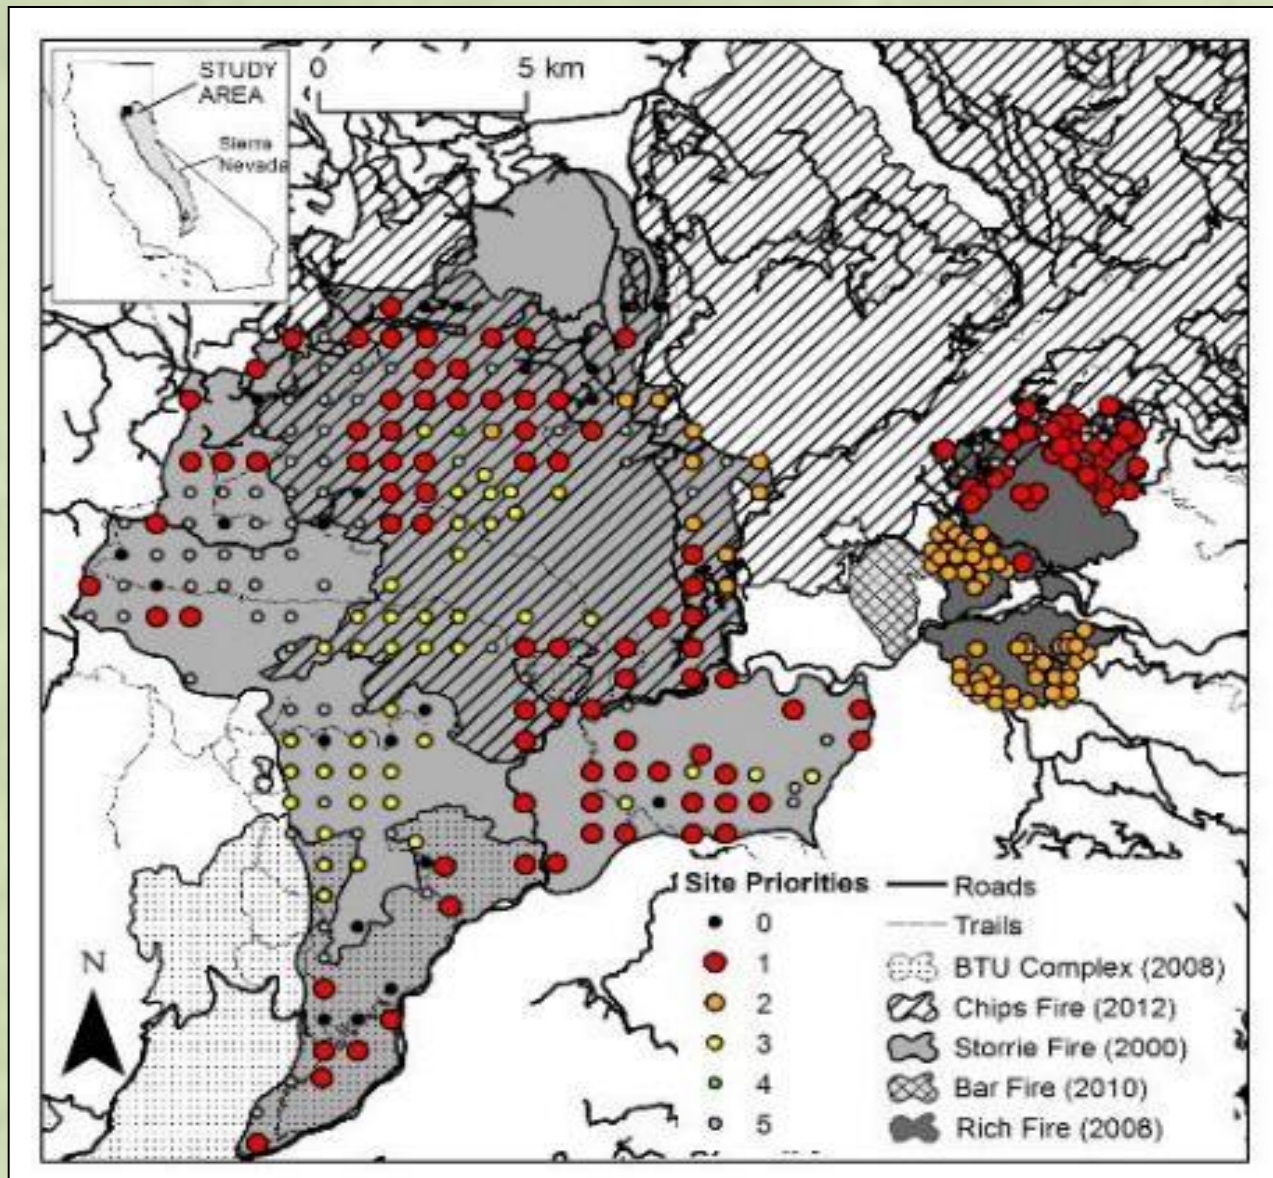 STUDY
AREA
Sierra
Nevada
0 5 km
N
Site Priorities
0
1
2
3
4
5
Roads
Trails
BTU Complex (2008)
Chips Fire (2012)
Storrie Fire (2000)
Bar Fire (2010)
Rich Fire (2008)